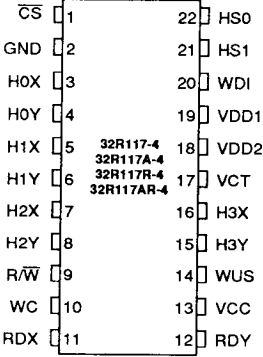 CS 1 22 HS0
GND 2 21 HS1
H0X 3 20 WDI
H0Y 4 19 VDD1
H1X 5 32R117-4 18 VDD2
32R117A-4
H1Y 6 32R117R-4 17 VCT
32R117AR-4
H2X 7 16 H3X
H2Y 8 15 H3Y
R/W 9 14 WUS
WC 10 13 VCC
RDX 11 12 RDY